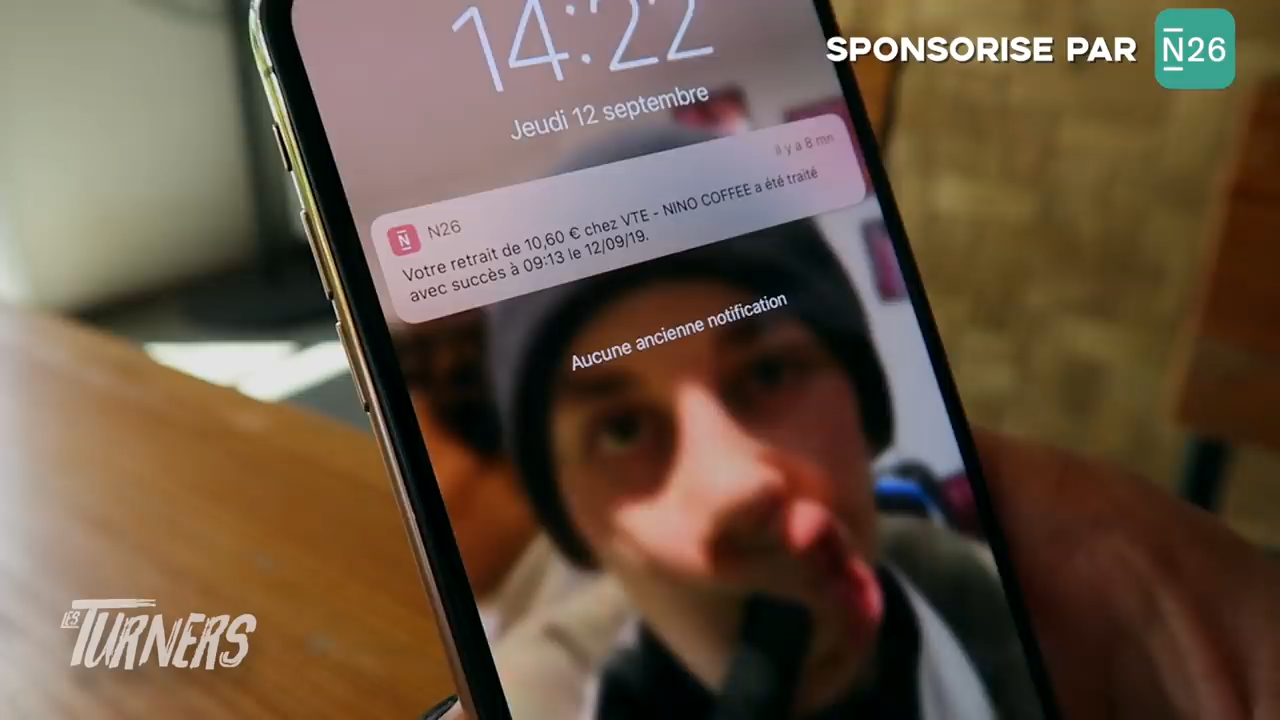 14:22
SPONSORISE PAR N26
Jeudi 12 septembre
il y a 8 mn
N N26
Votre retrait de 10,60 € chez VTE - NINO COFFEE a été traité
avec succès à 09:13 le 12/09/19.
Aucune ancienne notification
LES
TURNERS